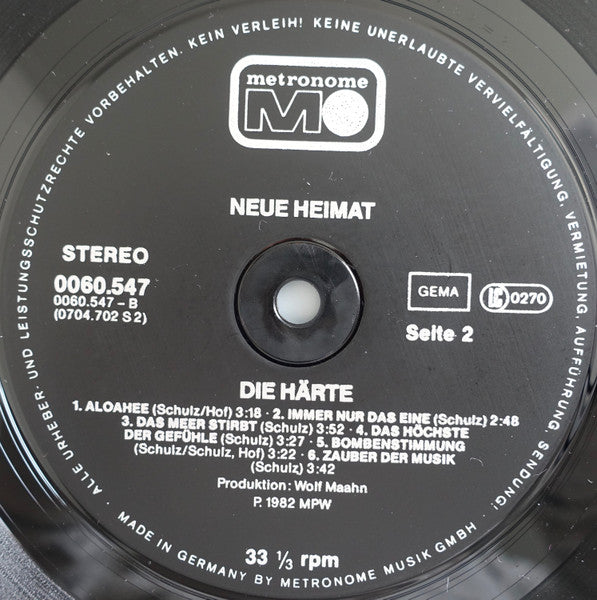 ALLE URHEBER- UND LEISTUNGSSCHUTZRECHTE VORBEHALTEN. KEIN VERLEIH! KEINE UNERLAUBTE VERVIELFÄLTIGUNG, VERMIETUNG, AUFFÜHRUNG, SENDUNG!
metronome
M
NEUE HEIMAT
STEREO
0060.547
0060.547 - B
(0704.702 S 2)
GEMA
LC 0270
Seite 2
DIE HÄRTE
1. ALOAHEE (Schulz/Hof) 3:18 · 2. IMMER NUR DAS EINE (Schulz) 2:48
3. DAS MEER STIRBT (Schulz) 3:52 · 4. DAS HÖCHSTE
DER GEFÜHLE (Schulz) 3:27 · 5. BOMBENSTIMMUNG
(Schulz/Schulz, Hof) 3:22 · 6. ZAUBER DER MUSIK
(Schulz) 3:42
Produktion: Wolf Maahn
P. 1982 MPW
33 ⅓ rpm
MADE IN GERMANY BY METRONOME MUSIK GMBH ·